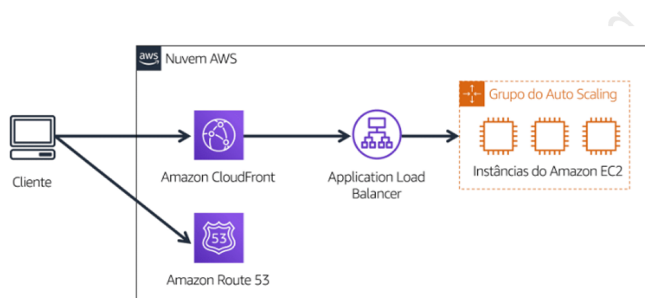 aws
Nuvem AWS
Grupo do Auto Scaling
Cliente
Amazon CloudFront
Application Load
Balancer
Instâncias do Amazon EC2
53
Amazon Route 53